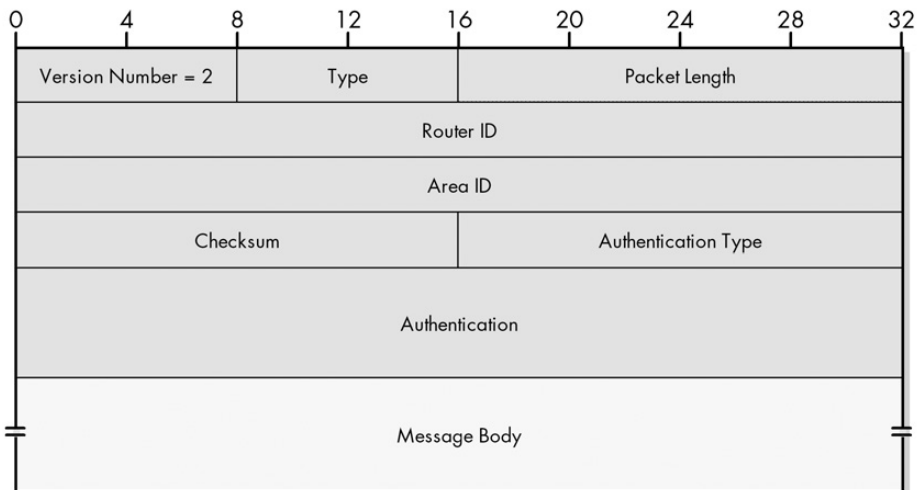 0 4 8 12 16 20 24 28 32
Version Number = 2 Type Packet Length
Router ID
Area ID
Checksum Authentication Type
Authentication
Message Body